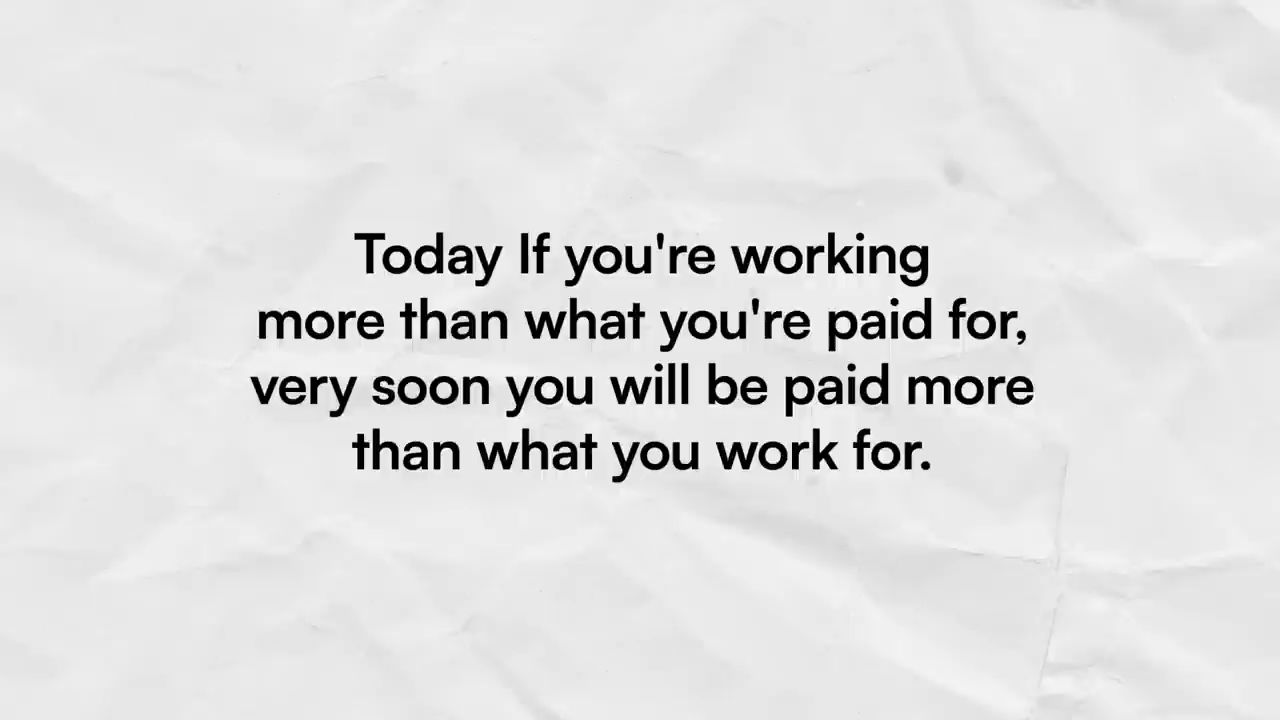 Today If you're working
more than what you're paid for,
very soon you will be paid more
than what you work for.